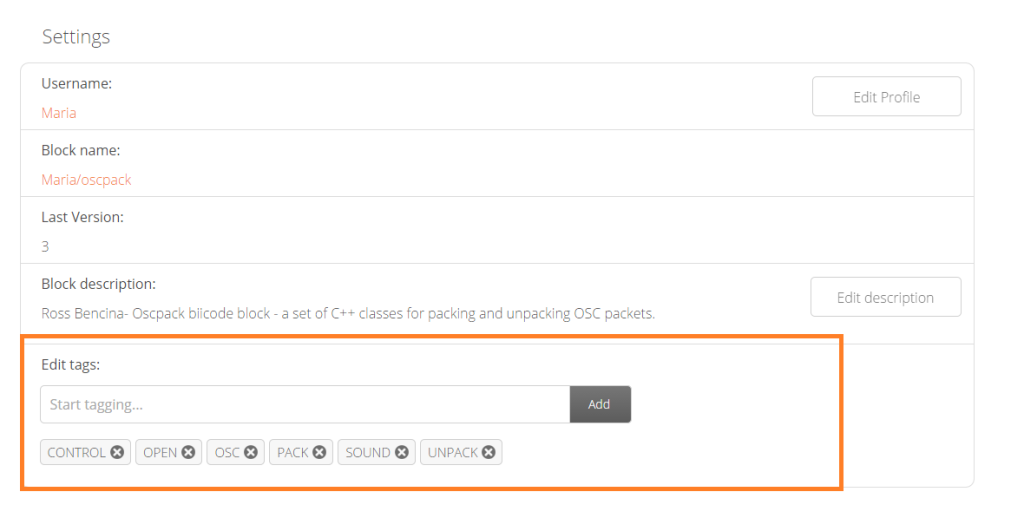 Settings
Username:
Edit Profile
Maria
Block name:
Maria/oscpack
Last Version:
3
Block description:
Edit description
Ross Bencina- Oscpack biicode block - a set of C++ classes for packing and unpacking OSC packets.
Edit tags:
Start tagging... Add
CONTROL OPEN OSC PACK SOUND UNPACK